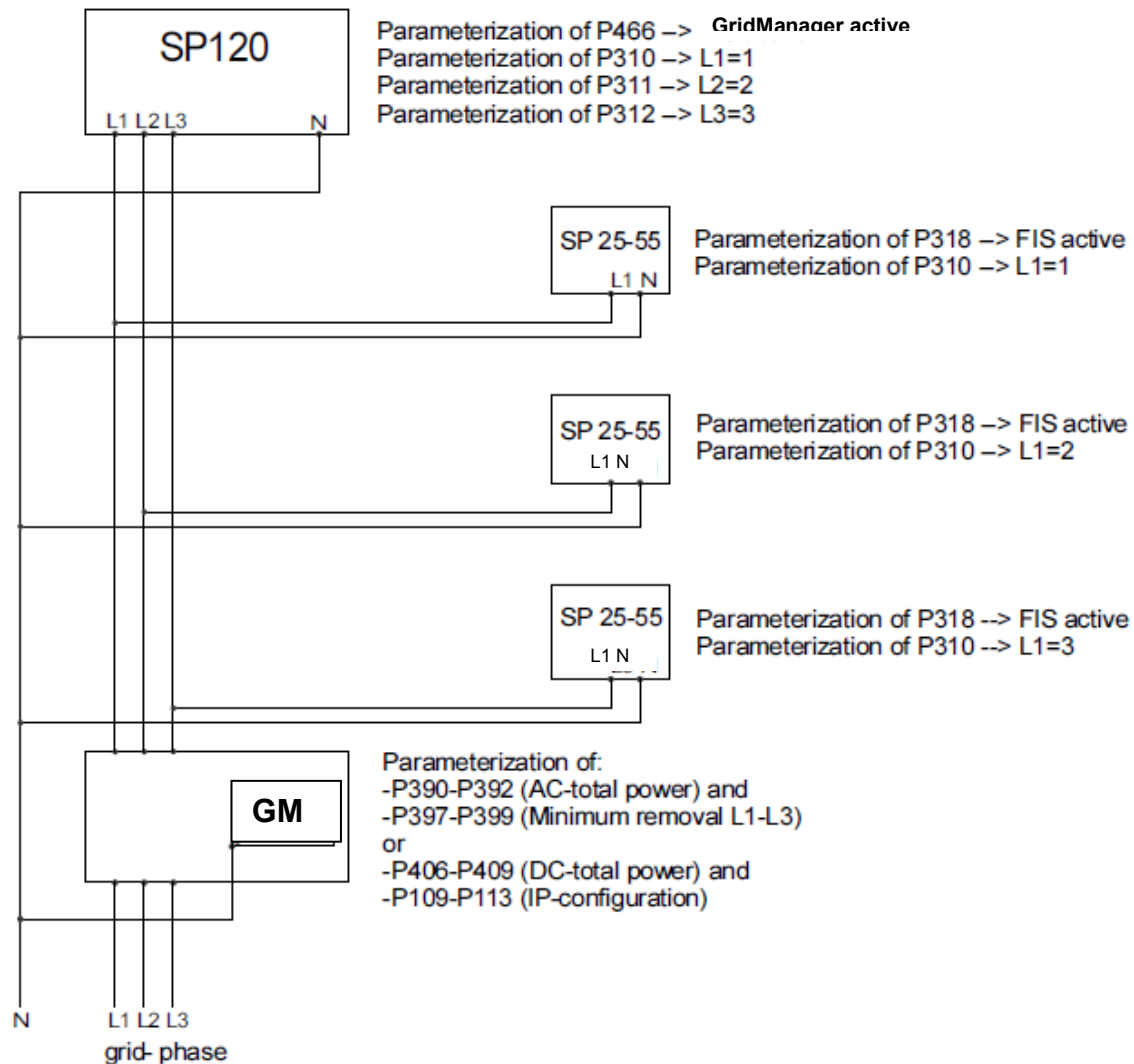 SP120
L1 L2 L3 N
Parameterization of P466 –> GridManager active
Parameterization of P310 –> L1=1
Parameterization of P311 –> L2=2
Parameterization of P312 –> L3=3
SP 25-55
L1 N
Parameterization of P318 –> FIS active
Parameterization of P310 –> L1=1
SP 25-55
L1 N
Parameterization of P318 –> FIS active
Parameterization of P310 –> L1=2
SP 25-55
L1 N
Parameterization of P318 --> FIS active
Parameterization of P310 --> L1=3
GM
Parameterization of:
-P390-P392 (AC-total power) and
-P397-P399 (Minimum removal L1-L3)
or
-P406-P409 (DC-total power) and
-P109-P113 (IP-configuration)
N L1 L2 L3
grid- phase